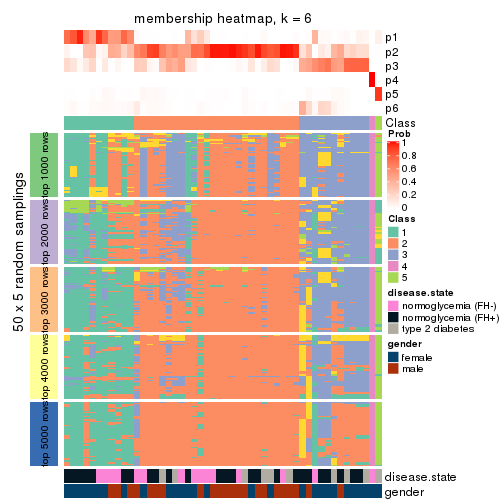 membership heatmap, k = 6
p1
p2
p3
p4
p5
p6
Class
Prob
1
0.8
0.6
0.4
0.2
0
Class
1
2
3
4
5
disease.state
normoglycemia (FH-)
normoglycemia (FH+)
type 2 diabetes
gender
female
male
50 x 5 random samplings
top 1000 rows
top 2000 rows
top 3000 rows
top 4000 rows
top 5000 rows
disease.state
gender